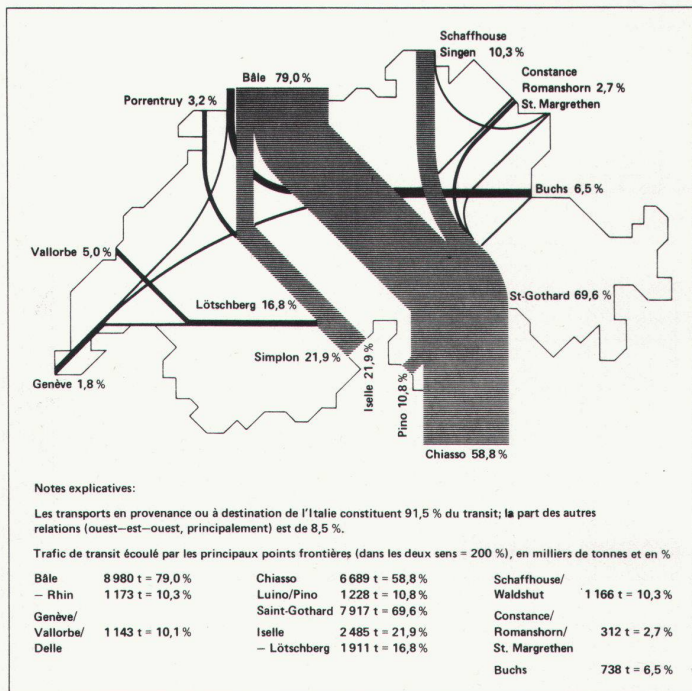 Schaffhouse
Singen 10,3 %
Bâle 79,0 %
Constance
Romanshorn 2,7 %
St. Margrethen
Porrentruy 3,2 %
Buchs 6,5 %
Vallorbe 5,0 %
Lötschberg 16,8 %
St-Gothard 69,6 %
Simplon 21,9 %
Iselle 21,9 %
Pino 10,8 %
Genève 1,8 %
Chiasso 58,8 %
Notes explicatives:
Les transports en provenance ou à destination de l'Italie constituent 91,5 % du transit; la part des autres
relations (ouest—est—ouest, principalement) est de 8,5 %.
Trafic de transit écoulé par les principaux points frontières (dans les deux sens = 200 %), en milliers de tonnes et en %
Bâle 8 980 t = 79,0 %
— Rhin 1 173 t = 10,3 %
Genève/
Vallorbe/ 1 143 t = 10,1 %
Delle
Chiasso 6 689 t = 58,8 %
Luino/Pino 1 228 t = 10,8 %
Saint-Gothard 7 917 t = 69,6 %
Iselle 2 485 t = 21,9 %
— Lötschberg 1 911 t = 16,8 %
Schaffhouse/
Waldshut 1 166 t = 10,3 %
Constance/
Romanshorn/ 312 t = 2,7 %
St. Margrethen
Buchs 738 t = 6,5 %